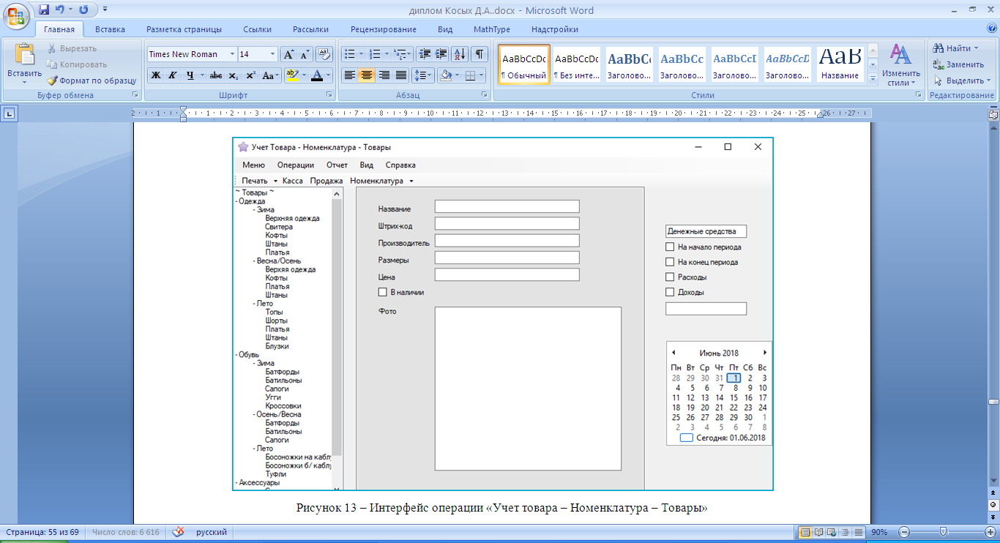 диплом Косых Д.А..docx - Microsoft Word
Главная Вставка Разметка страницы Ссылки Рассылки Рецензирование Вид MathType Надстройки
Вставить
Вырезать
Копировать
Формат по образцу
Буфер обмена
Times New Roman 14
Ж К Ч abc x₂ x² Aa ab A
Шрифт
Абзац
AaBbCcDc AaBbCcDc AaBbCc AaBbCc AaBbCcI AaBbCcD AaBb
¶ Обычный ¶ Без инте... Заголово... Заголово... Заголово... Заголово... Название
Изменить
стили
Стили
Найти
Заменить
Выделить
Редактирование
2 1 1 2 3 4 5 6 7 8 9 10 11 12 13 14 15 16 17 18 19 20 21 22 23 24 25 26 27
Учет Товара - Номенклатура - Товары
Меню Операции Отчет Вид Справка
Печать Касса Продажа Номенклатура
~ Товары ~
- Одежда
- Зима
Верхняя одежда
Свитера
Кофты
Штаны
Платья
- Весна/Осень
Верхяя одежда
Кофты
Платья
Штаны
- Лето
Топы
Шорты
Платья
Штаны
Блузки
- Обувь
- Зима
Батфорды
Батильоны
Сапоги
Угги
Кроссовки
- Осень/Весна
Батфорды
Батильоны
Сапоги
- Лето
Босоножки на каблу
Босоножки б/ каблу
Туфли
- Аксессуары
Название
Штрих-код
Производитель
Размеры
Цена
В наличии
Фото
Денежные средства
На начало периода
На конец периода
Расходы
Доходы
Июнь 2018
Пн Вт Ср Чт Пт Сб Вс
28 29 30 31 1 2 3
4 5 6 7 8 9 10
11 12 13 14 15 16 17
18 19 20 21 22 23 24
25 26 27 28 29 30 1
2 3 4 5 6 7 8
Сегодня: 01.06.2018
Рисунок 13 – Интерфейс операции «Учет товара – Номенклатура – Товары»
Страница: 55 из 69 Число слов: 6 616 русский 90%